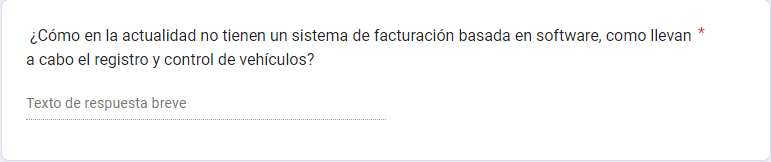 ¿Cómo en la actualidad no tienen un sistema de facturación basada en software, como llevan *
a cabo el registro y control de vehículos?
Texto de respuesta breve